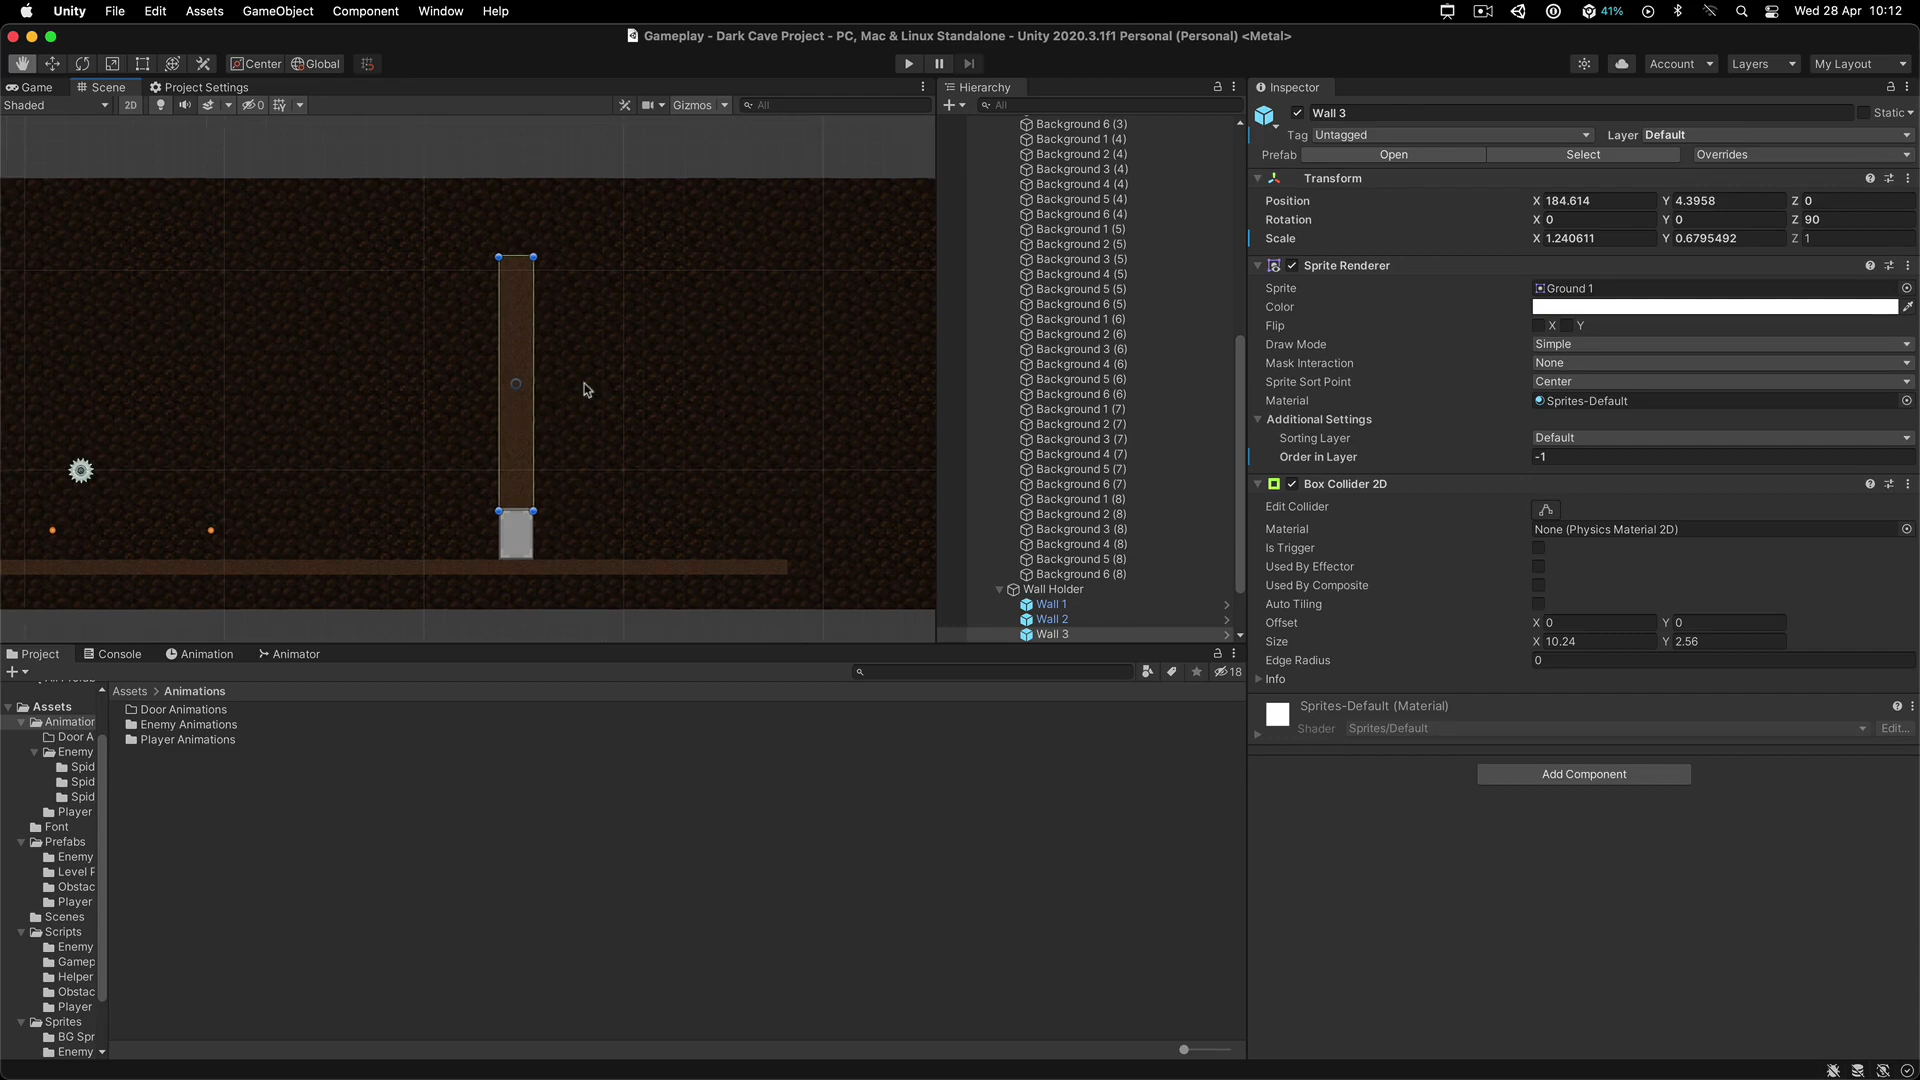 Unity File Edit Assets GameObject Component Window Help 41% Wed 28 Apr 10:12
Gameplay - Dark Cave Project - PC, Mac & Linux Standalone - Unity 2020.3.1f1 Personal (Personal) <Metal>
Center Global Account Layers My Layout
Game Scene Project Settings
Shaded 2D 0 Gizmos All
Hierarchy
All
Background 6 (3)
Background 1 (4)
Background 2 (4)
Background 3 (4)
Background 4 (4)
Background 5 (4)
Background 6 (4)
Background 1 (5)
Background 2 (5)
Background 3 (5)
Background 4 (5)
Background 5 (5)
Background 6 (5)
Background 1 (6)
Background 2 (6)
Background 3 (6)
Background 4 (6)
Background 5 (6)
Background 6 (6)
Background 1 (7)
Background 2 (7)
Background 3 (7)
Background 4 (7)
Background 5 (7)
Background 6 (7)
Background 1 (8)
Background 2 (8)
Background 3 (8)
Background 4 (8)
Background 5 (8)
Background 6 (8)
Wall Holder
Wall 1
Wall 2
Wall 3
Inspector
Wall 3 Static
Tag Untagged Layer Default
Prefab Open Select Overrides
Transform
Position X 184.614 Y 4.3958 Z 0
Rotation X 0 Y 0 Z 90
Scale X 1.240611 Y 0.6795492 Z 1
Sprite Renderer
Sprite Ground 1
Color
Flip X Y
Draw Mode Simple
Mask Interaction None
Sprite Sort Point Center
Material Sprites-Default
Additional Settings
Sorting Layer Default
Order in Layer -1
Box Collider 2D
Edit Collider
Material None (Physics Material 2D)
Is Trigger
Used By Effector
Used By Composite
Auto Tiling
Offset X 0 Y 0
Size X 10.24 Y 2.56
Edge Radius 0
Info
Sprites-Default (Material)
Shader Sprites/Default Edit...
Add Component
Project Console Animation Animator
18
Assets
Animation
Door A
Enemy
Spid
Spid
Spid
Player
Font
Prefabs
Enemy
Level P
Obstac
Player
Scenes
Scripts
Enemy
Gamep
Helper
Obstac
Player
Sprites
BG Spr
Enemy
Assets > Animations
Door Animations
Enemy Animations
Player Animations